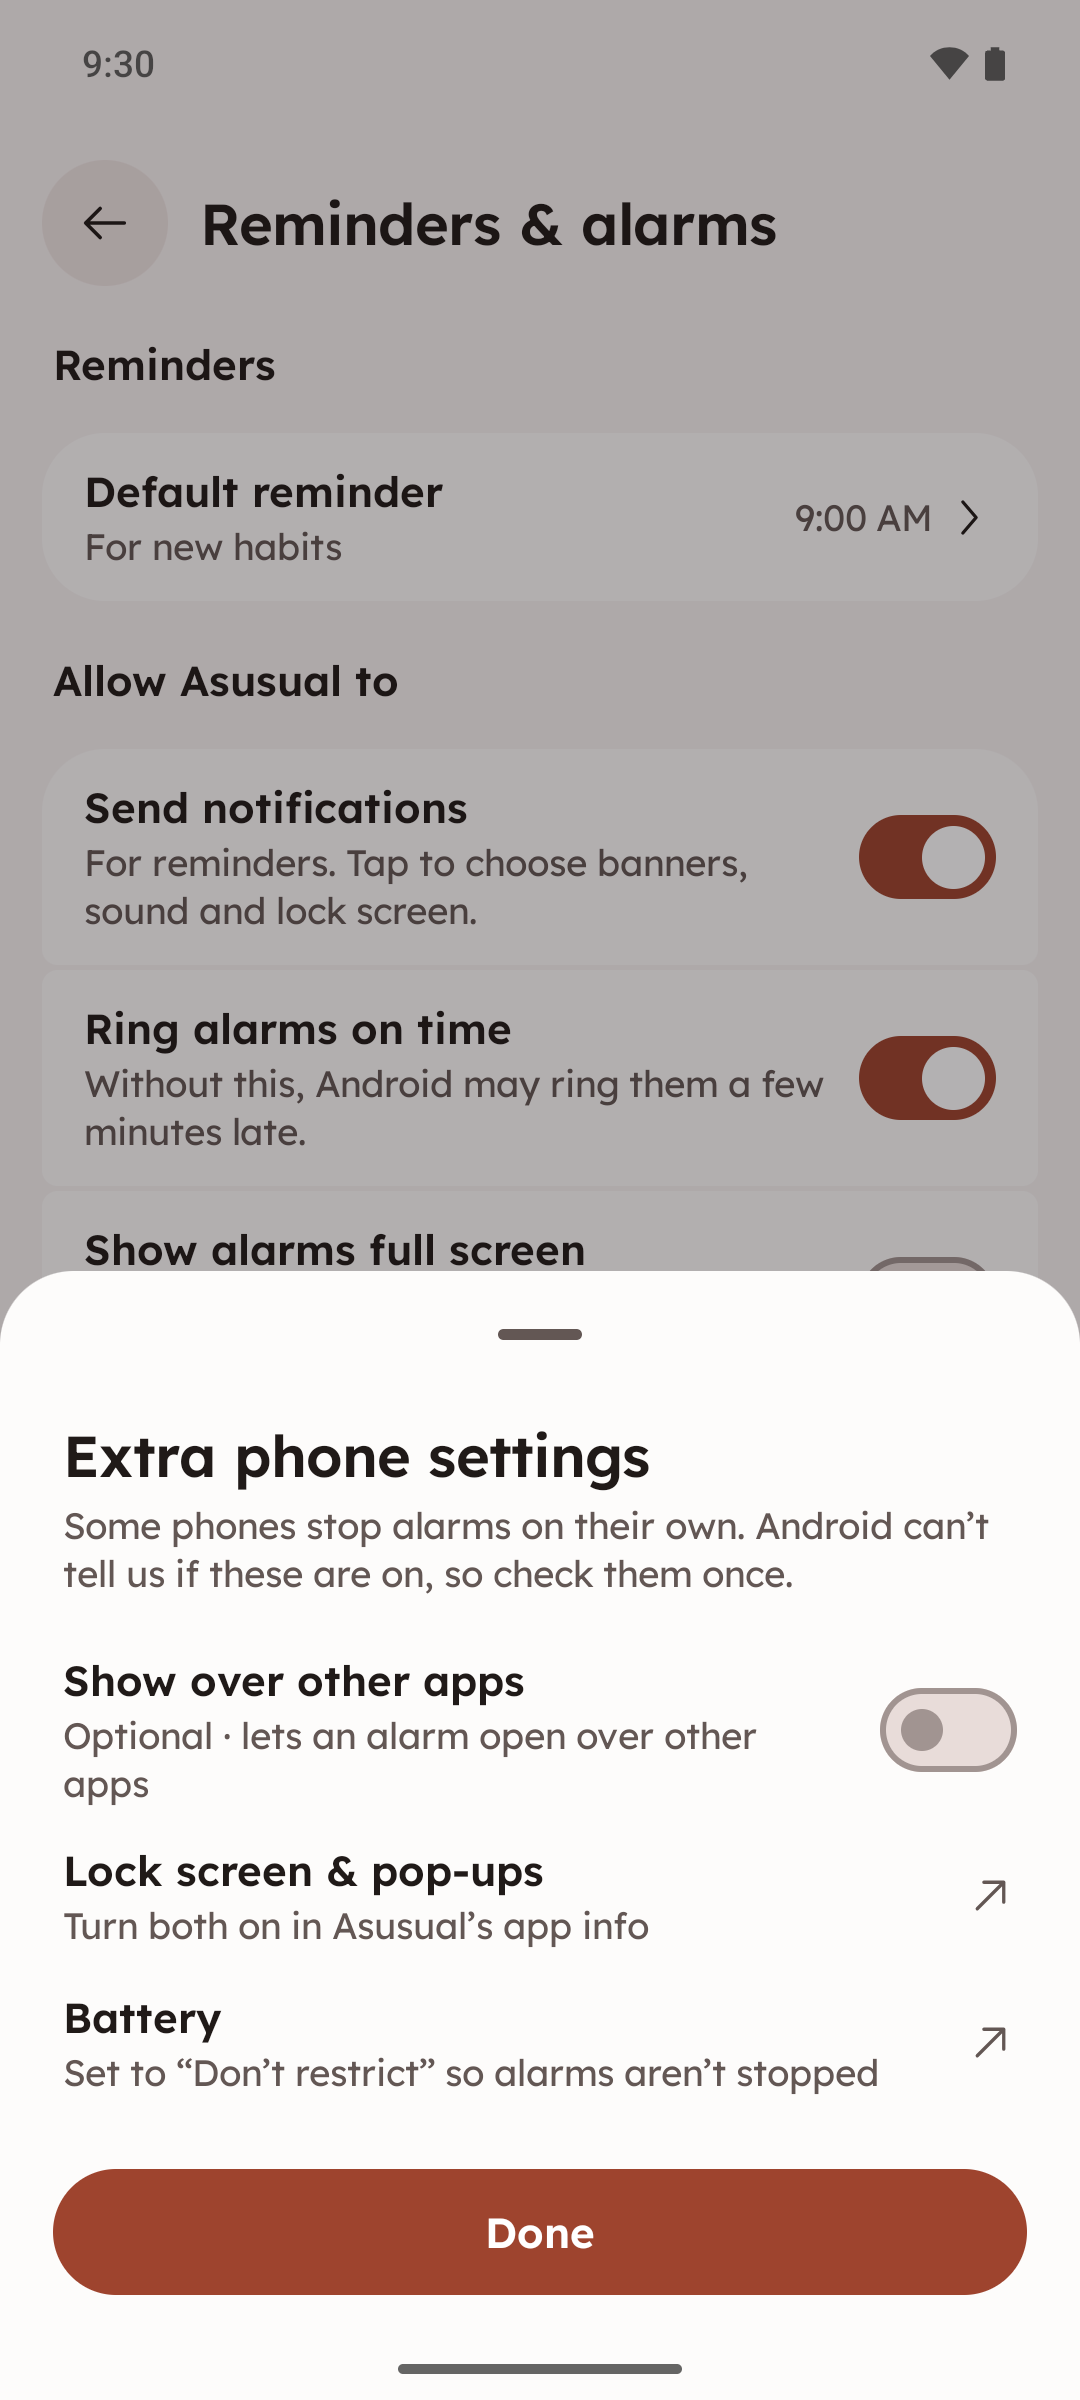 9:30
Reminders & alarms
Reminders
Default reminder
For new habits
9:00 AM
Allow Asusual to
Send notifications
For reminders. Tap to choose banners,
sound and lock screen.
Ring alarms on time
Without this, Android may ring them a few
minutes late.
Show alarms full screen
Extra phone settings
Some phones stop alarms on their own. Android can’t
tell us if these are on, so check them once.
Show over other apps
Optional · lets an alarm open over other
apps
Lock screen & pop-ups
Turn both on in Asusual’s app info
Battery
Set to “Don’t restrict” so alarms aren’t stopped
Done